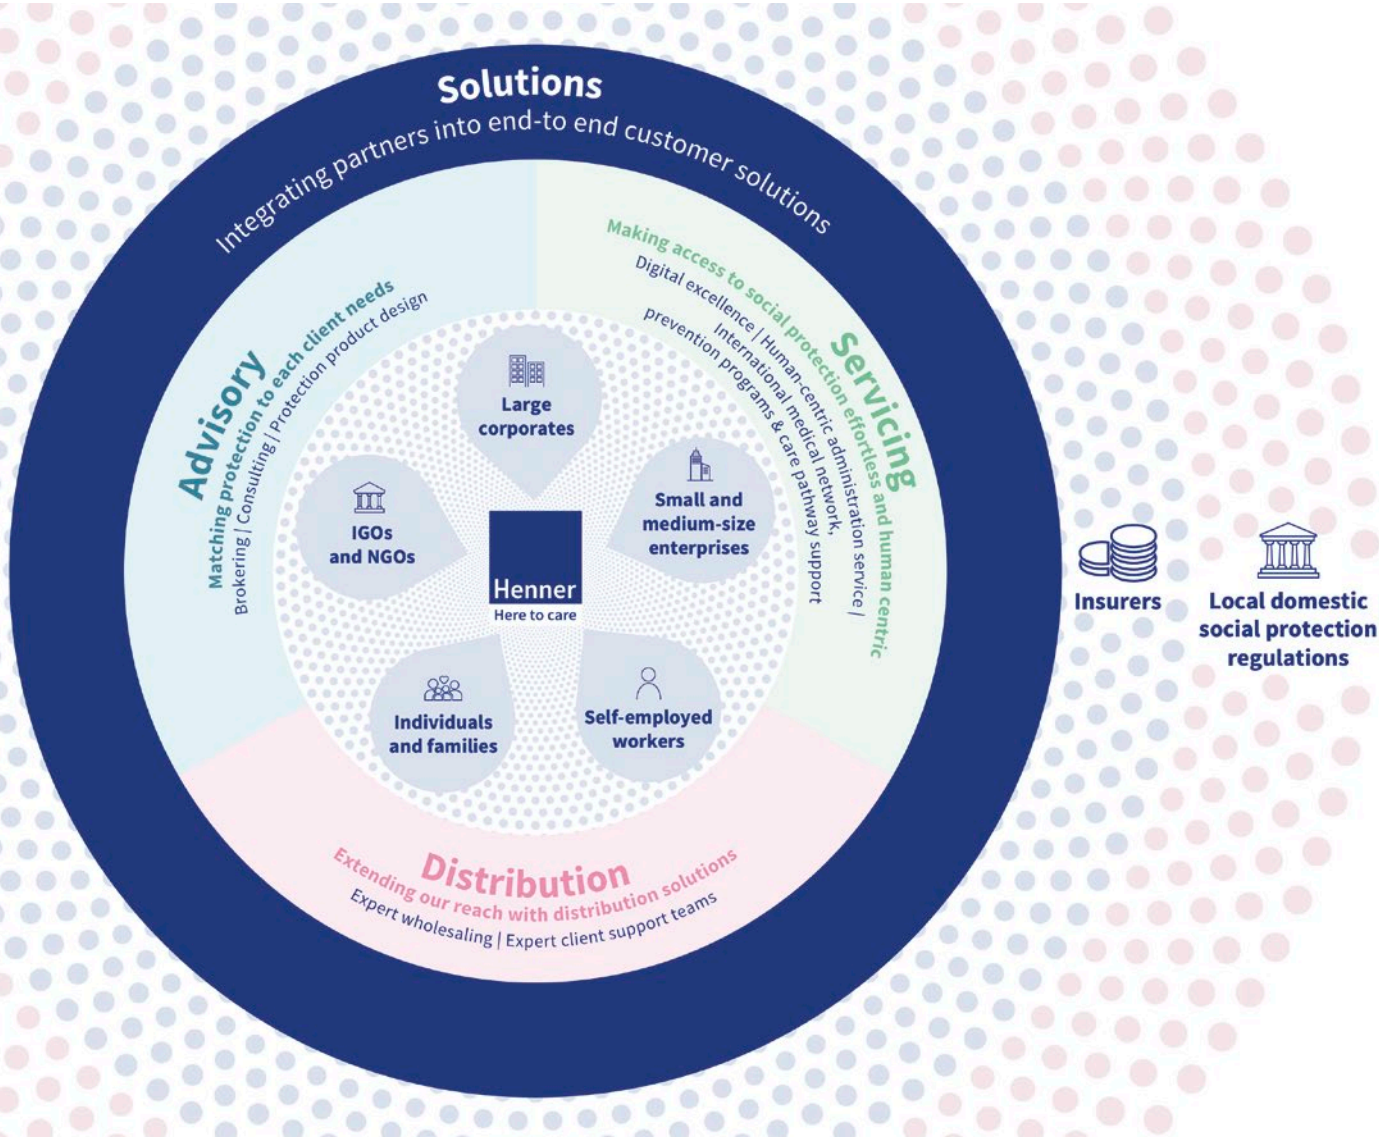 Solutions
Integrating partners into end-to end customer solutions
Advisory
Matching protection to each client needs
Brokering | Consulting | Protection product design
Making access to social protection effortless and human centric
Servicing
Digital excellence | Human-centric administration service |
International medical network,
prevention programs & care pathway support
Large
corporates
Small and
medium-size
enterprises
IGOs
and NGOs
Henner
Here to care
Individuals
and families
Self-employed
workers
Distribution
Extending our reach with distribution solutions
Expert wholesaling | Expert client support teams
Insurers
Local domestic
social protection
regulations